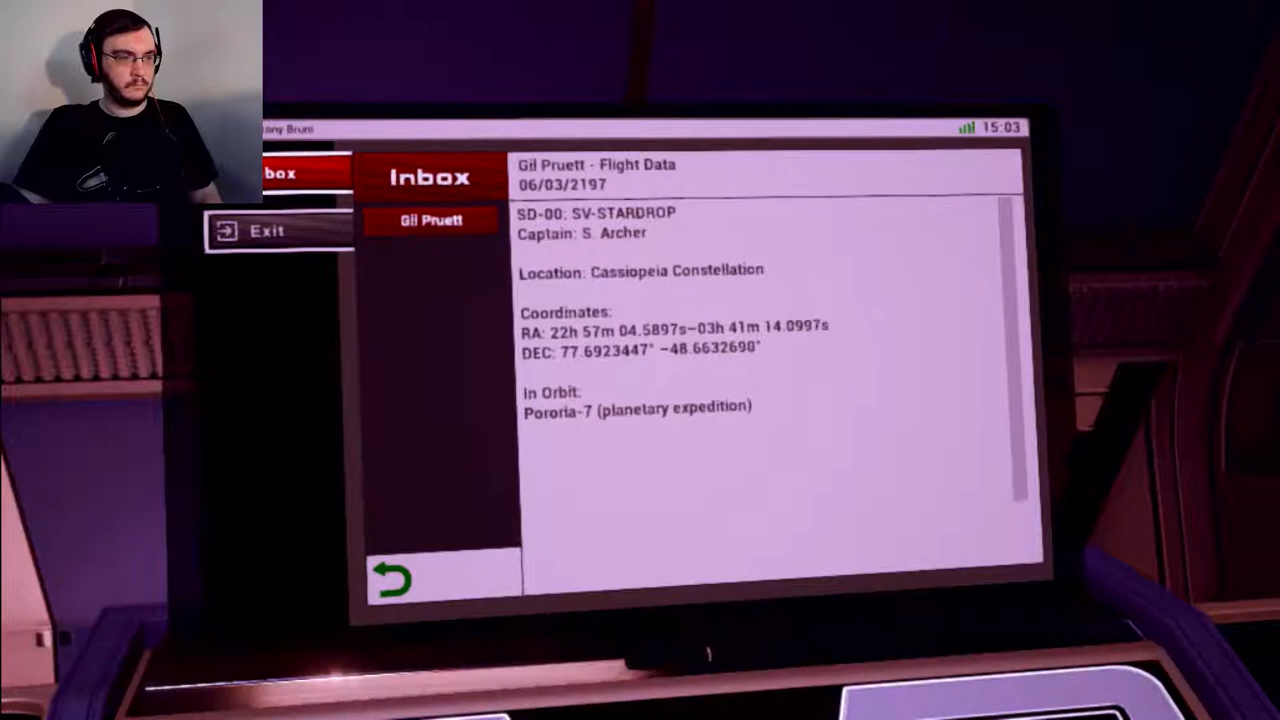 15:03
Bruni
Inbox
Gil Pruett
Exit
Gil Pruett - Flight Data
06/03/2197
SD-00: SV-STARDROP
Captain: S. Archer
Location: Cassiopeia Constellation
Coordinates:
RA: 22h 57m 04.5897s–03h 41m 14.0997s
DEC: 77.6923447° –48.6632690°
In Orbit:
Pororia-7 (planetary expedition)